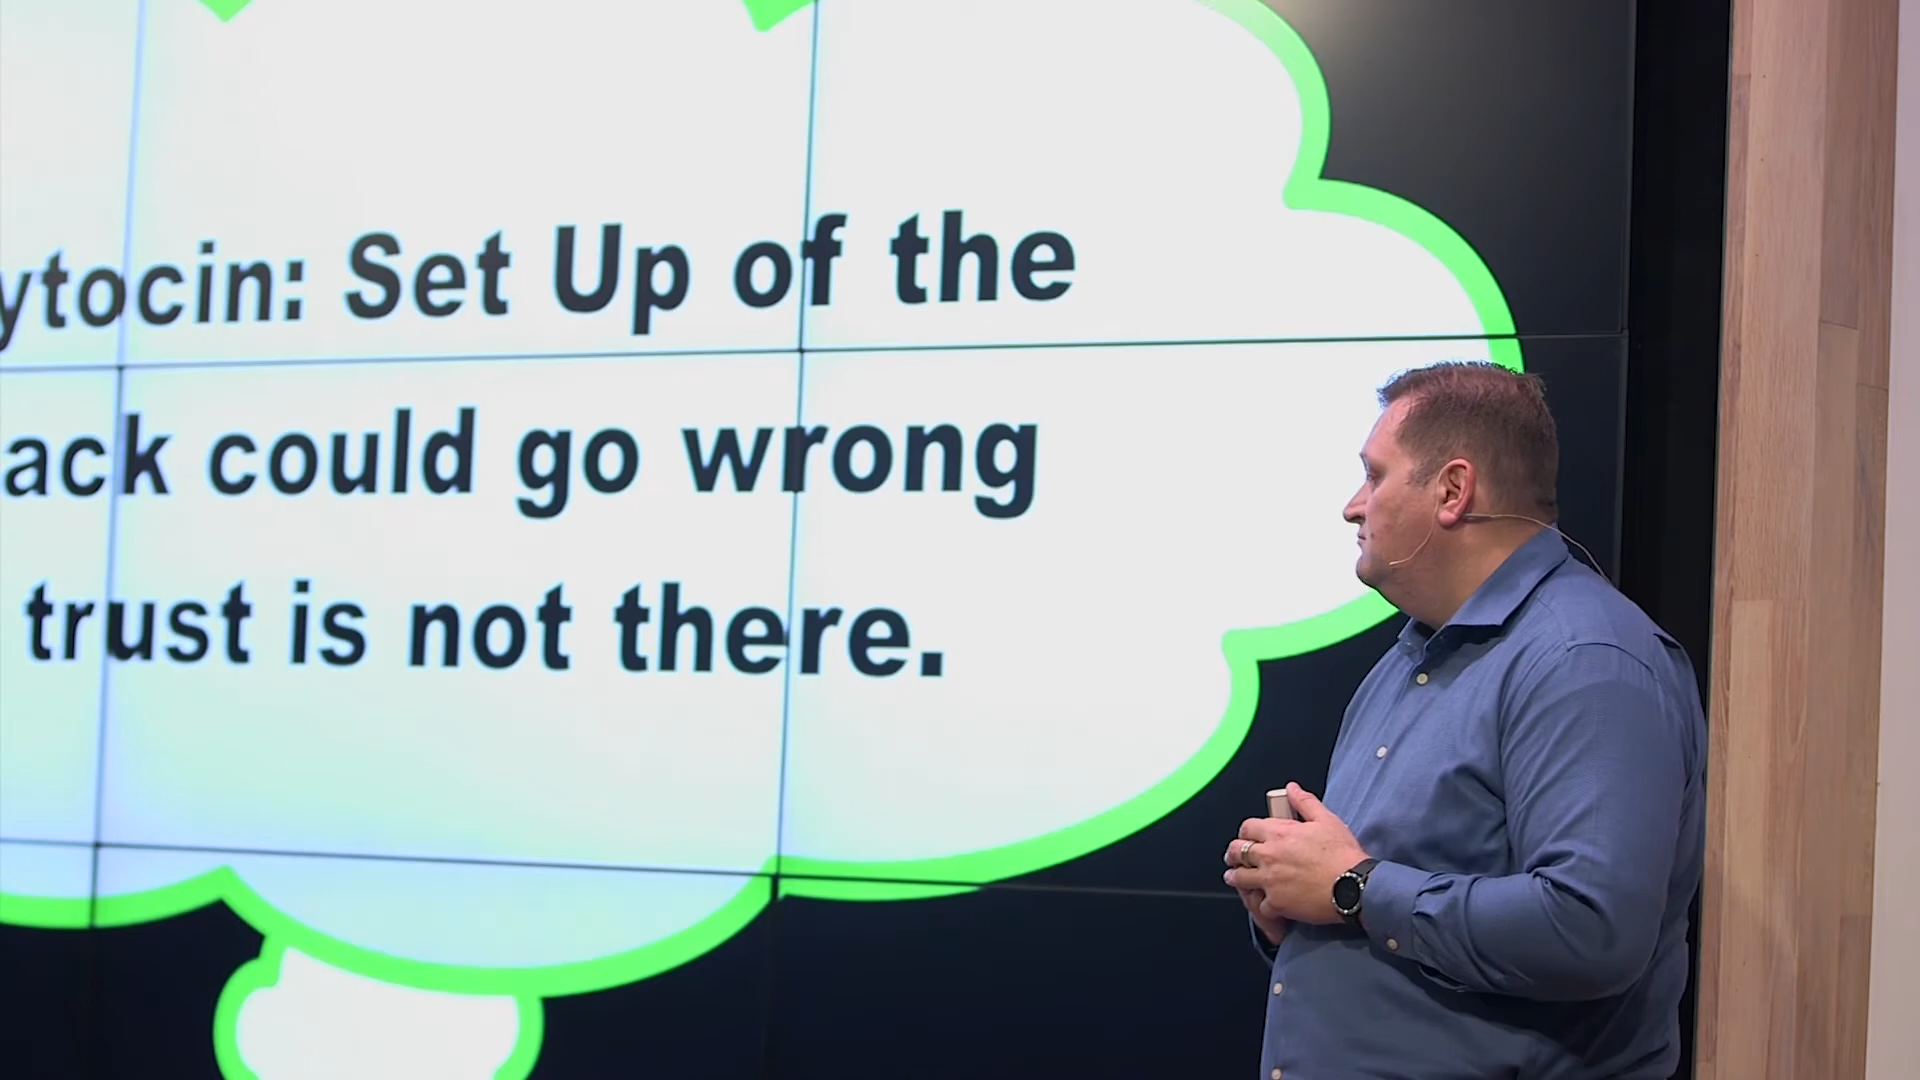 ytocin: Set Up of the
ack could go wrong
trust is not there.